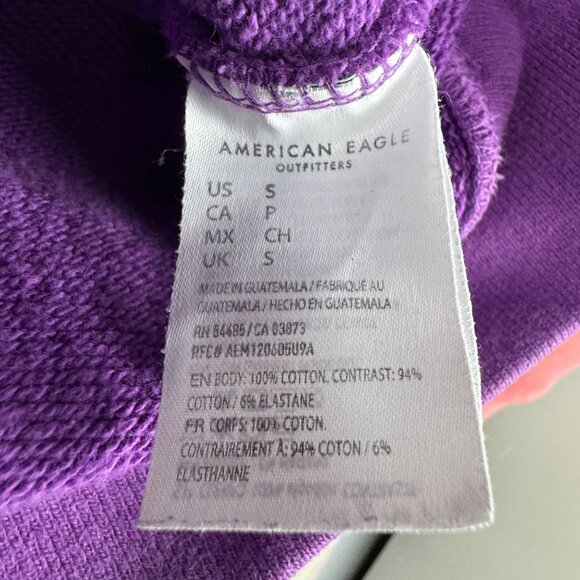 AMERICAN EAGLE
OUTFITTERS
US S
CA P
MX CH
UK S
MADE IN GUATEMALA / FABRIQUÉ AU
GUATEMALA / HECHO EN GUATEMALA
RN 54485 / CA 03873
RFC# AEM120605U9A
EN BODY: 100% COTTON. CONTRAST: 94%
COTTON / 6% ELASTANE
FR CORPS: 100% COTON.
CONTRAIREMENT À: 94% COTON / 6%
ÉLASTHANNE